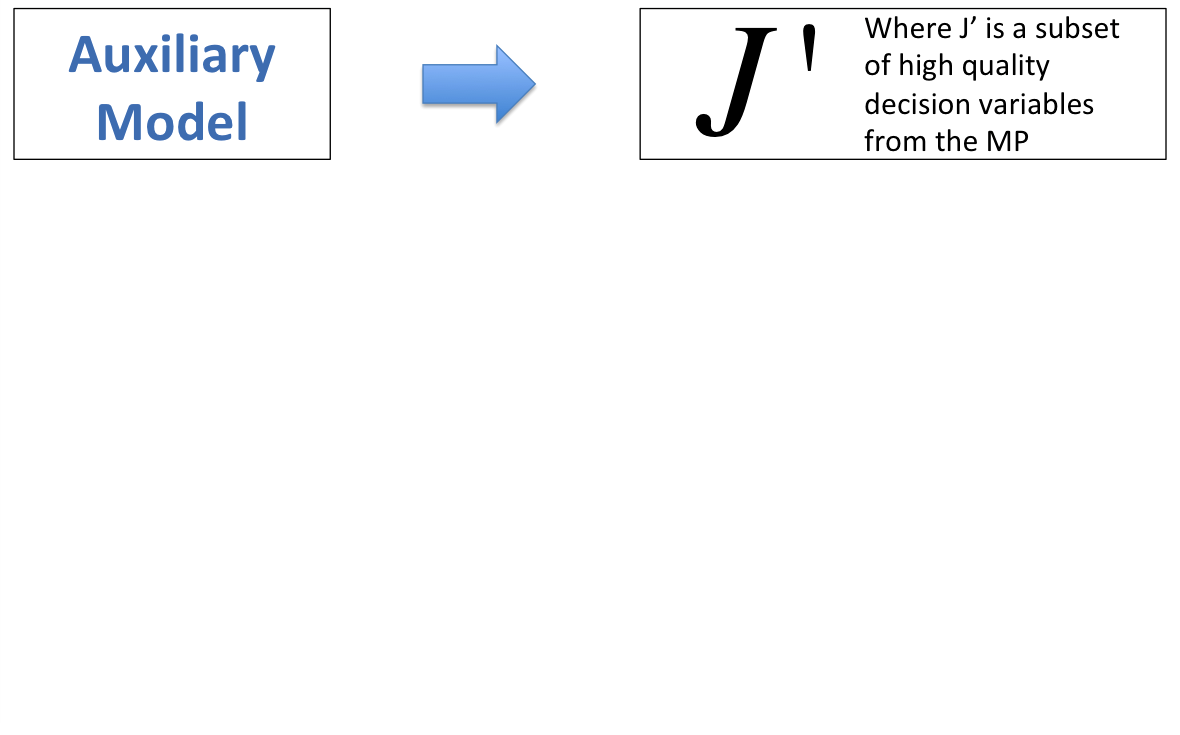 Auxiliary
Model
J '
Where J’ is a subset
of high quality
decision variables
from the MP